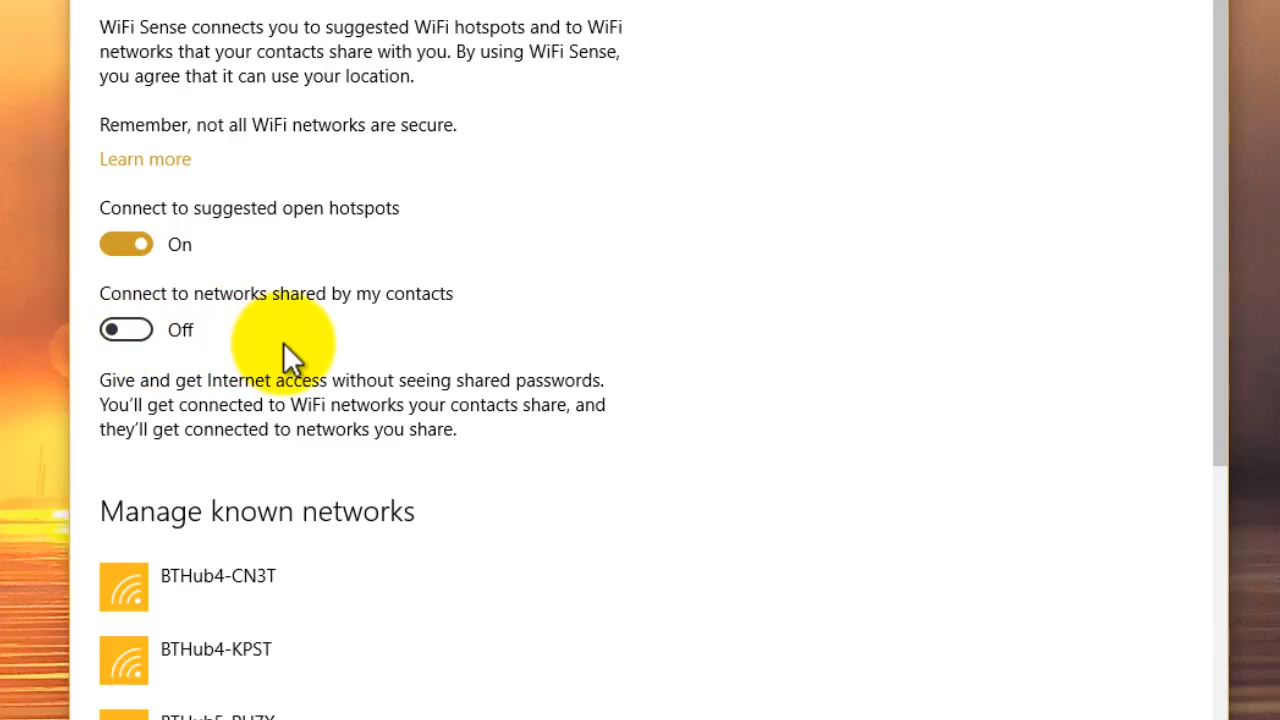 WiFi Sense connects you to suggested WiFi hotspots and to WiFi
networks that your contacts share with you. By using WiFi Sense,
you agree that it can use your location.
Remember, not all WiFi networks are secure.
Learn more
Connect to suggested open hotspots
On
Connect to networks shared by my contacts
Off
Give and get Internet access without seeing shared passwords.
You'll get connected to WiFi networks your contacts share, and
they'll get connected to networks you share.
Manage known networks
BTHub4-CN3T
BTHub4-KPST